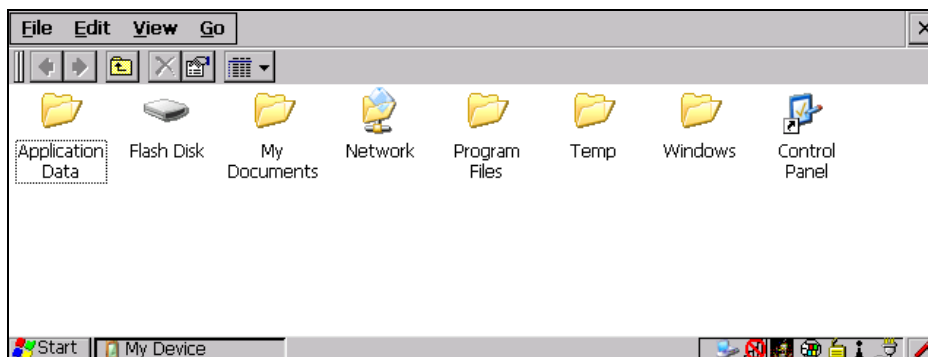 File Edit View Go
Application Data
Flash Disk
My Documents
Network
Program Files
Temp
Windows
Control Panel
Start My Device